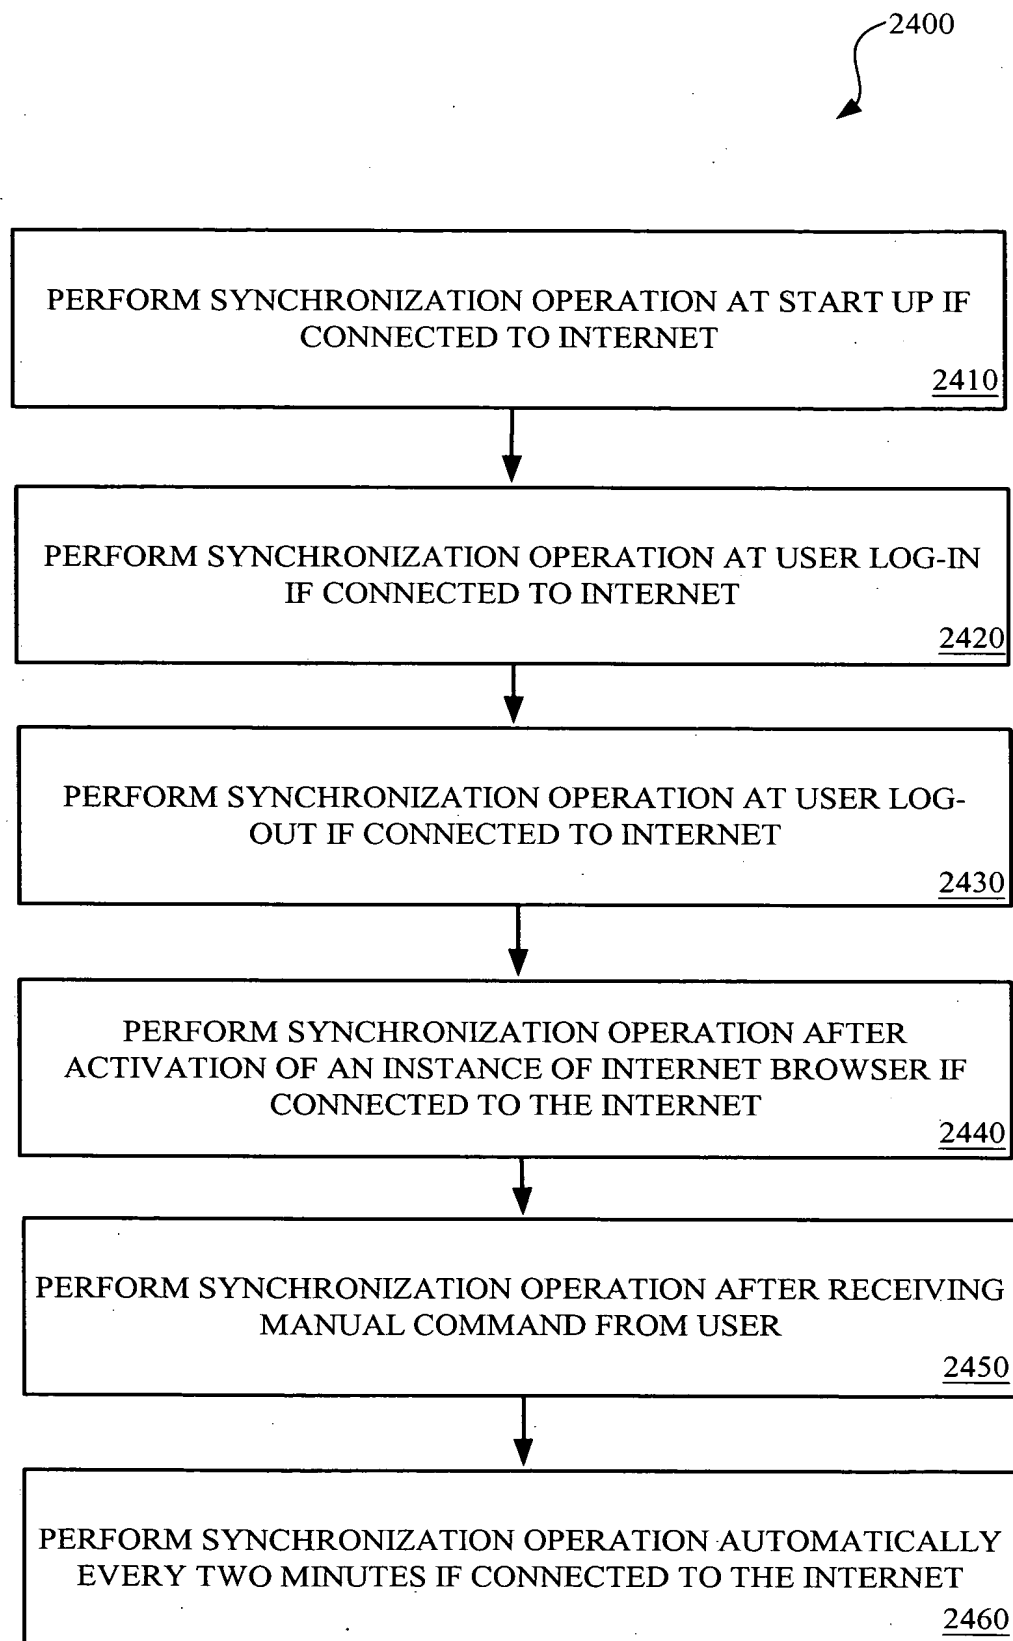 2400
PERFORM SYNCHRONIZATION OPERATION AT START UP IF
CONNECTED TO INTERNET
2410
PERFORM SYNCHRONIZATION OPERATION AT USER LOG-IN
IF CONNECTED TO INTERNET
2420
PERFORM SYNCHRONIZATION OPERATION AT USER LOG-
OUT IF CONNECTED TO INTERNET
2430
PERFORM SYNCHRONIZATION OPERATION AFTER
ACTIVATION OF AN INSTANCE OF INTERNET BROWSER IF
CONNECTED TO THE INTERNET
2440
PERFORM SYNCHRONIZATION OPERATION AFTER RECEIVING
MANUAL COMMAND FROM USER
2450
PERFORM SYNCHRONIZATION OPERATION AUTOMATICALLY
EVERY TWO MINUTES IF CONNECTED TO THE INTERNET
2460